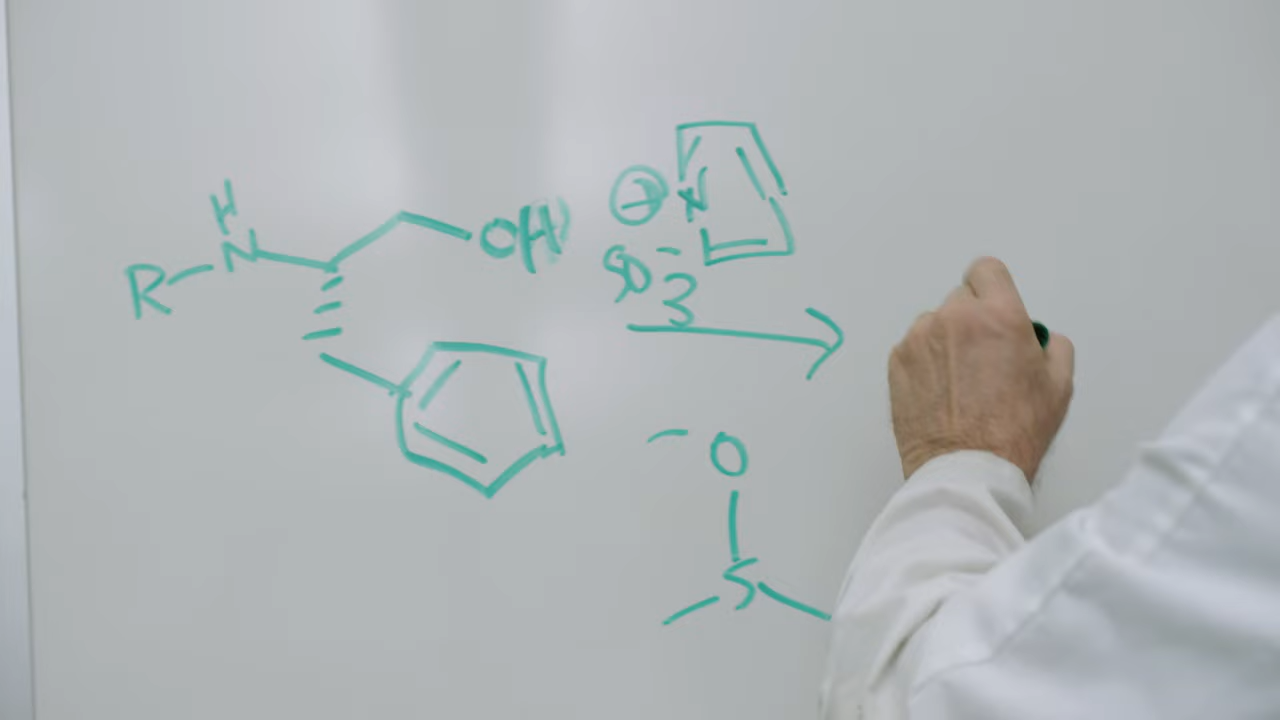 H
R N OH
⊕ N
SO3 −
− O
S